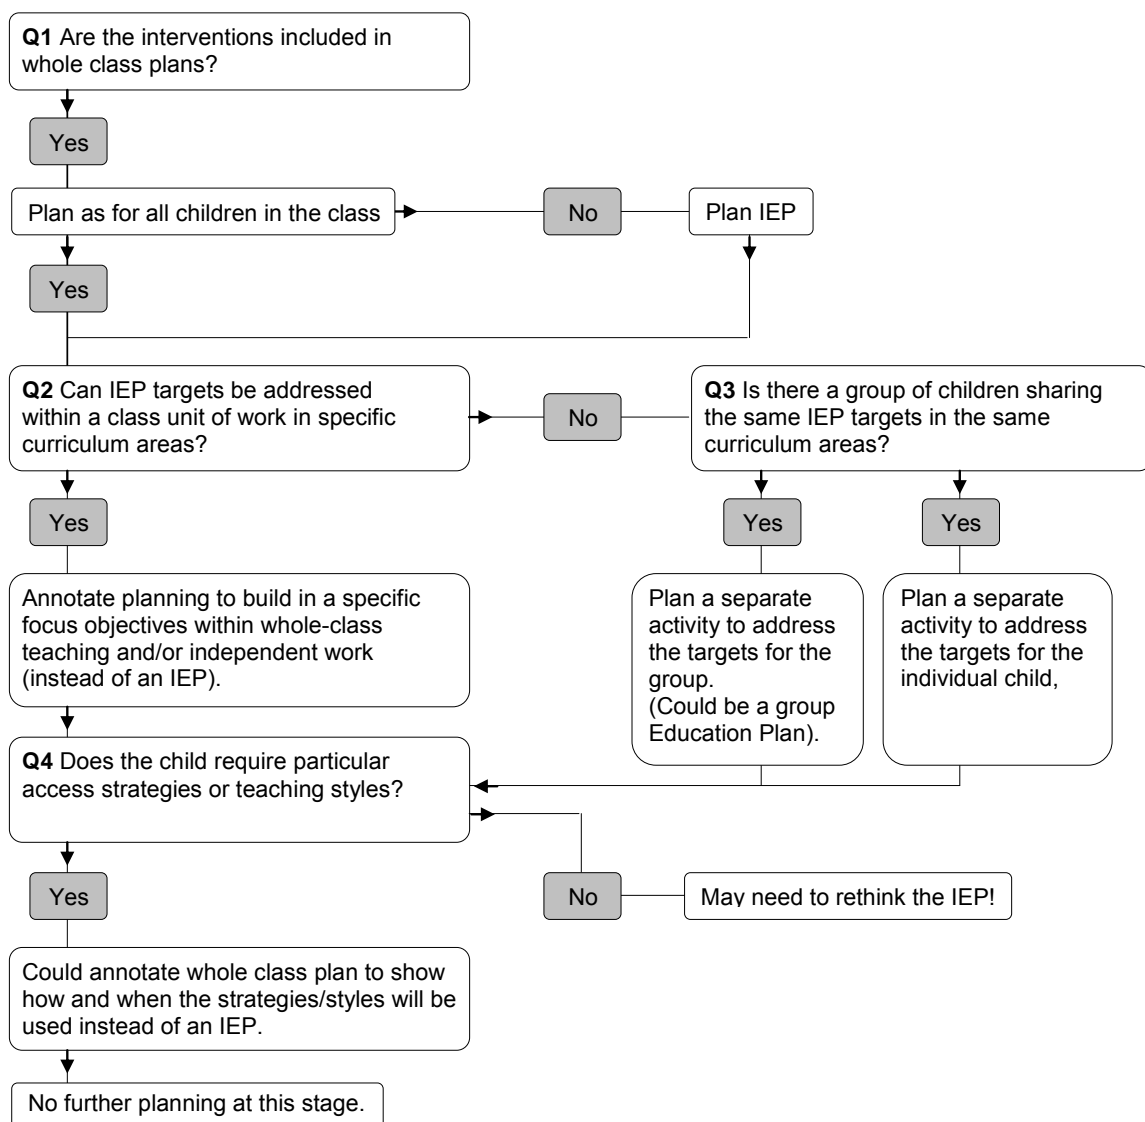 Q1 Are the interventions included in
whole class plans?
Yes
Plan as for all children in the class
No
Plan IEP
Yes
Q2 Can IEP targets be addressed
within a class unit of work in specific
curriculum areas?
No
Q3 Is there a group of children sharing
the same IEP targets in the same
curriculum areas?
Yes
Yes
Yes
Annotate planning to build in a specific
focus objectives within whole-class
teaching and/or independent work
(instead of an IEP).
Plan a separate
activity to address
the targets for the
group.
(Could be a group
Education Plan).
Plan a separate
activity to address
the targets for the
individual child,
Q4 Does the child require particular
access strategies or teaching styles?
Yes
No
May need to rethink the IEP!
Could annotate whole class plan to show
how and when the strategies/styles will be
used instead of an IEP.
No further planning at this stage.